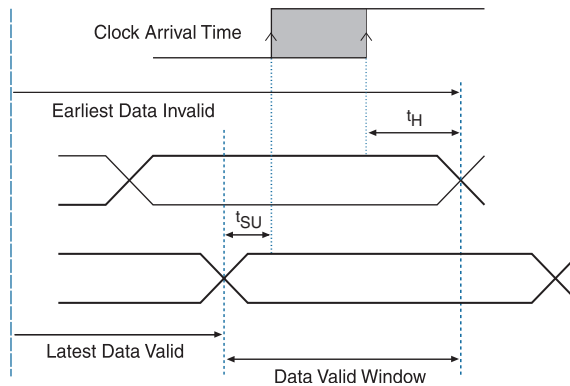 Clock Arrival Time
Earliest Data Invalid
tH
tSU
Latest Data Valid
Data Valid Window